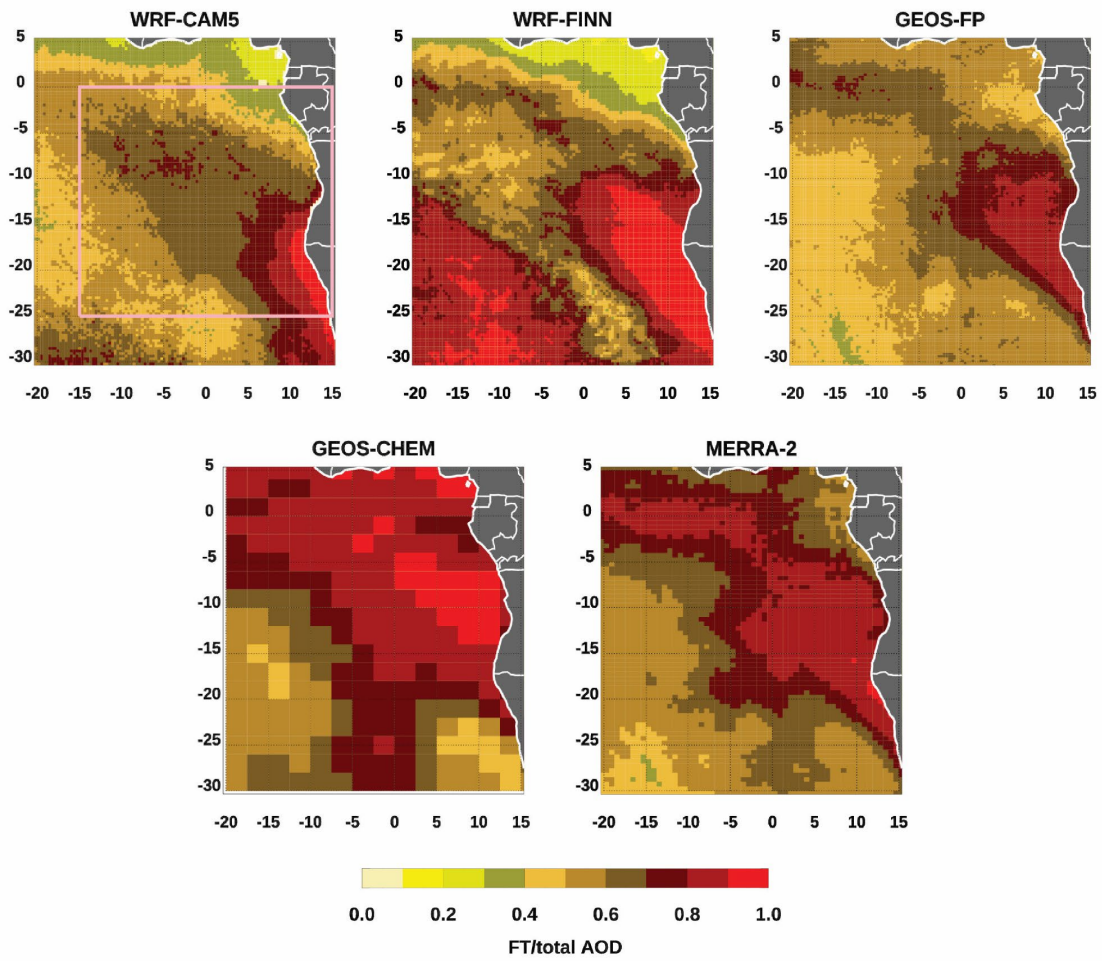 WRF-CAM5 WRF-FINN GEOS-FP
5 5 5
0 0 0
-5 -5 -5
-10 -10 -10
-15 -15 -15
-20 -20 -20
-25 -25 -25
-30 -30 -30
-20 -15 -10 -5 0 5 10 15 -20 -15 -10 -5 0 5 10 15 -20 -15 -10 -5 0 5 10 15
GEOS-CHEM MERRA-2
5 5
0 0
-5 -5
-10 -10
-15 -15
-20 -20
-25 -25
-30 -30
-20 -15 -10 -5 0 5 10 15 -20 -15 -10 -5 0 5 10 15
0.0 0.2 0.4 0.6 0.8 1.0
FT/total AOD